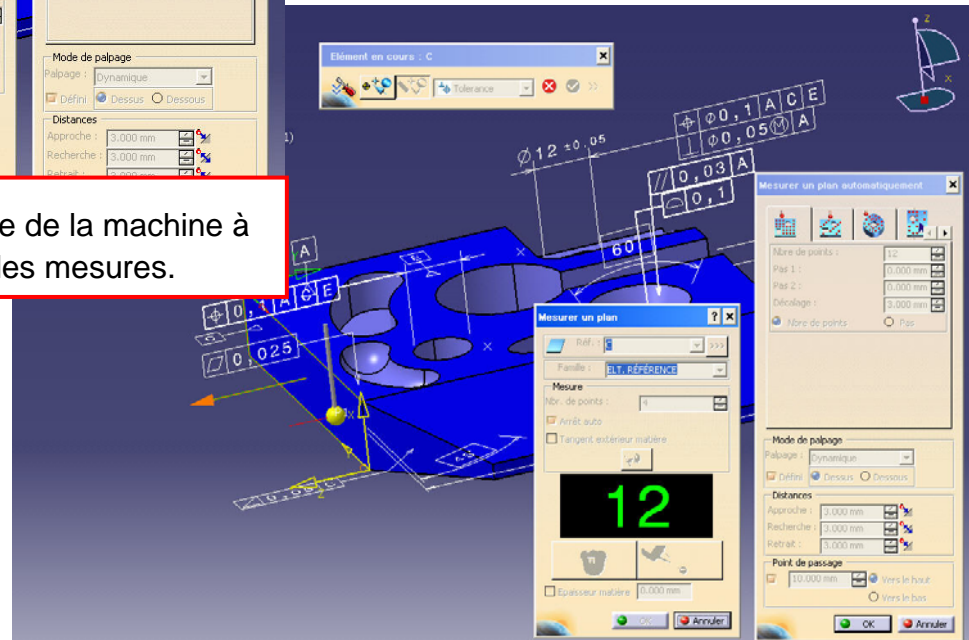 Mode de palpage
Palpage : Dynamique
Défini Dessus Dessous
Distances
Approche : 3.000 mm
Recherche : 3.000 mm
Retrait : 3.000 mm
e de la machine à
les mesures.
Elément en cours : C
Tolerance
z
x
Ø12 ±0.05
⌖ Ø0,1 A C E
⊥ Ø0,05 Ⓜ A
// 0,03 A
⌓ 0,1
60
A
⌖ 0,1 A C E
⏥ 0,025
45
z
Mesurer un plan
Réf. : C
>>>
Famille : ELT. RÉFÉRENCE
Mesure
Nbr. de points : 4
Arrêt auto
Tangent extérieur matière
12
Epaisseur matière 0.000 mm
OK Annuler
Mesurer un plan automatiquement
Nbre de points : 12
Pas 1 : 0.000 mm
Pas 2 : 0.000 mm
Décalage : 3.000 mm
Nbre de points Pas
Mode de palpage
Palpage : Dynamique
Défini Dessus Dessous
Distances
Approche : 3.000 mm
Recherche : 3.000 mm
Retrait : 3.000 mm
Point de passage
10.000 mm Vers le haut
Vers le bas
OK Annuler